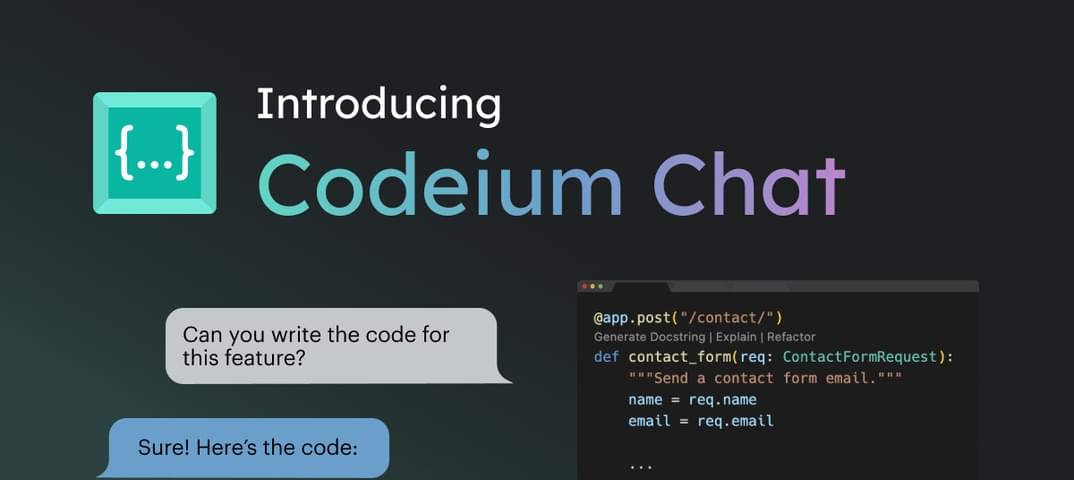 {...}
Introducing
Codeium Chat
Can you write the code for
this feature?
Sure! Here's the code:
@app.post("/contact/")
Generate Docstring | Explain | Refactor
def contact_form(req: ContactFormRequest):
    """Send a contact form email."""
    name = req.name
    email = req.email
    ...